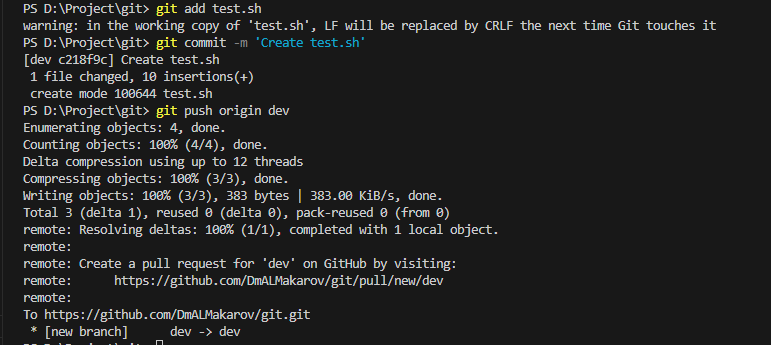 PS D:\Project\git> git add test.sh
warning: in the working copy of 'test.sh', LF will be replaced by CRLF the next time Git touches it
PS D:\Project\git> git commit -m 'Create test.sh'
[dev c218f9c] Create test.sh
 1 file changed, 10 insertions(+)
 create mode 100644 test.sh
PS D:\Project\git> git push origin dev
Enumerating objects: 4, done.
Counting objects: 100% (4/4), done.
Delta compression using up to 12 threads
Compressing objects: 100% (3/3), done.
Writing objects: 100% (3/3), 383 bytes | 383.00 KiB/s, done.
Total 3 (delta 1), reused 0 (delta 0), pack-reused 0 (from 0)
remote: Resolving deltas: 100% (1/1), completed with 1 local object.
remote:
remote: Create a pull request for 'dev' on GitHub by visiting:
remote:      https://github.com/DmALMakarov/git/pull/new/dev
remote:
To https://github.com/DmALMakarov/git.git
 * [new branch]      dev -> dev
PS D:\Project\git>